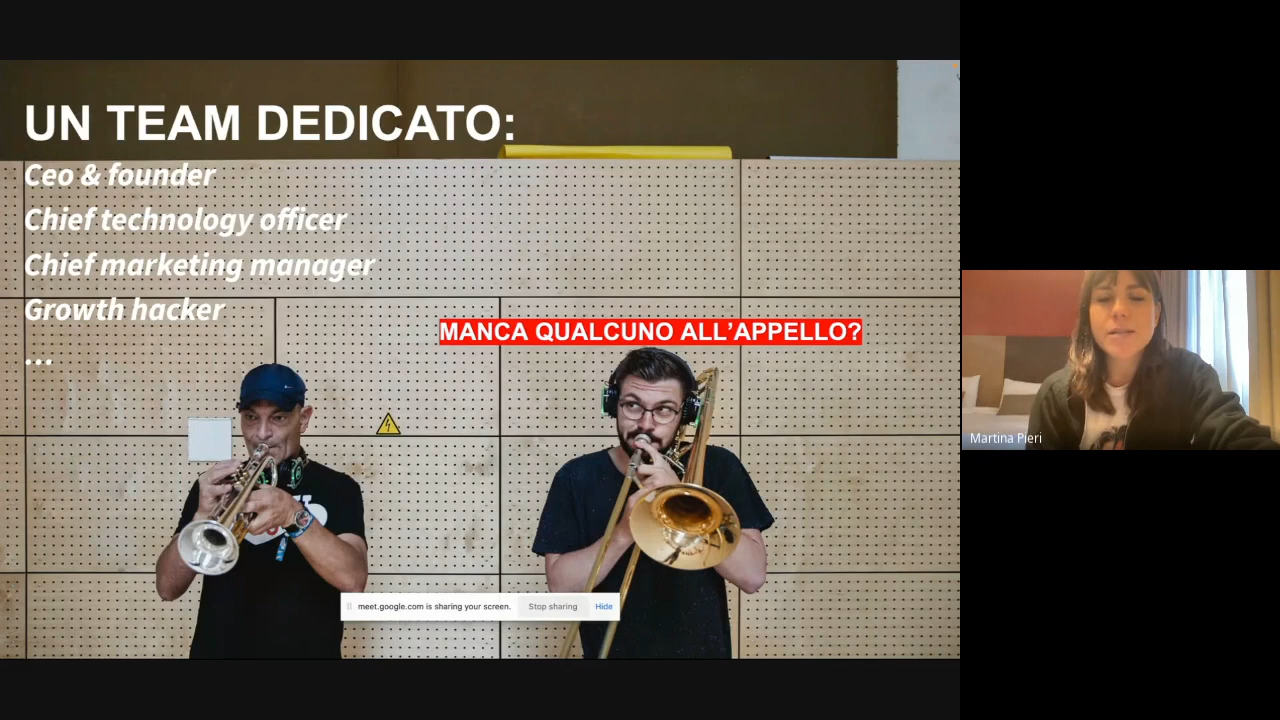 UN TEAM DEDICATO:
Ceo & founder
Chief technology officer
Chief marketing manager
Growth hacker
...
MANCA QUALCUNO ALL’APPELLO?
meet.google.com is sharing your screen. Stop sharing Hide
Martina Pieri